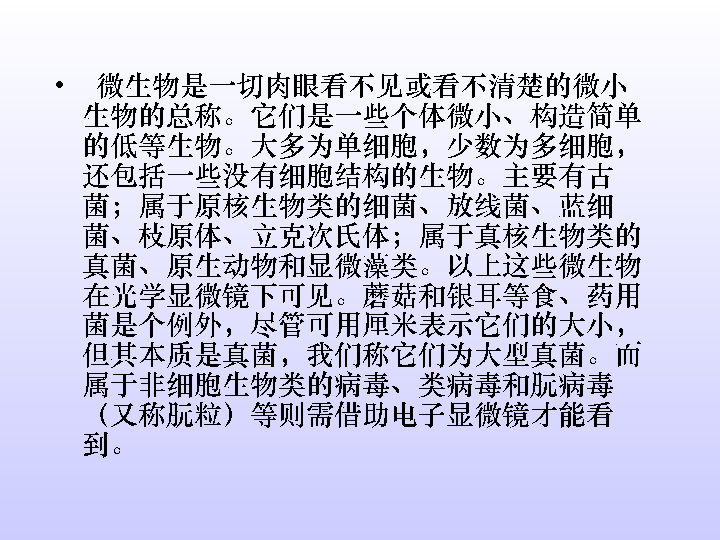 • 微生物是一切肉眼看不见或看不清楚的微小
生物的总称。它们是一些个体微小、构造简单
的低等生物。大多为单细胞，少数为多细胞，
还包括一些没有细胞结构的生物。主要有古
菌；属于原核生物类的细菌、放线菌、蓝细
菌、枝原体、立克次氏体；属于真核生物类的
真菌、原生动物和显微藻类。以上这些微生物
在光学显微镜下可见。蘑菇和银耳等食、药用
菌是个例外，尽管可用厘米表示它们的大小，
但其本质是真菌，我们称它们为大型真菌。而
属于非细胞生物类的病毒、类病毒和朊病毒
（又称朊粒）等则需借助电子显微镜才能看
到。